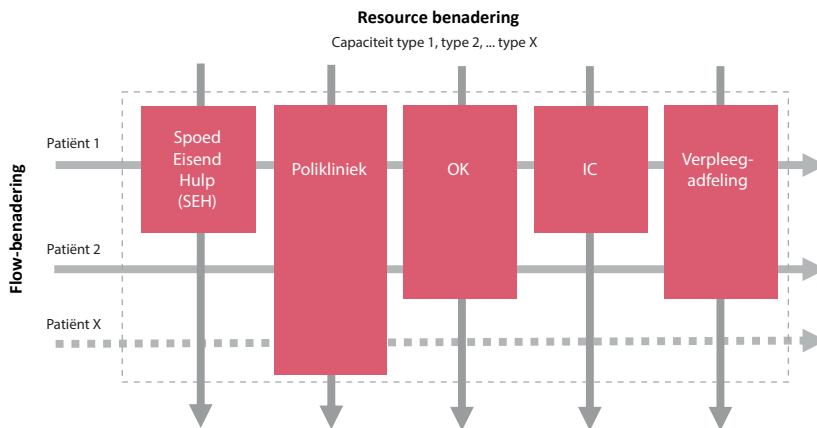 Resource benadering
Capaciteit type 1, type 2, ... type X
Flow-benadering
Patiënt 1
Spoed
Eisend
Hulp
(SEH)
Polikliniek
OK
IC
Verpleeg-
adfeling
Patiënt 2
Patiënt X